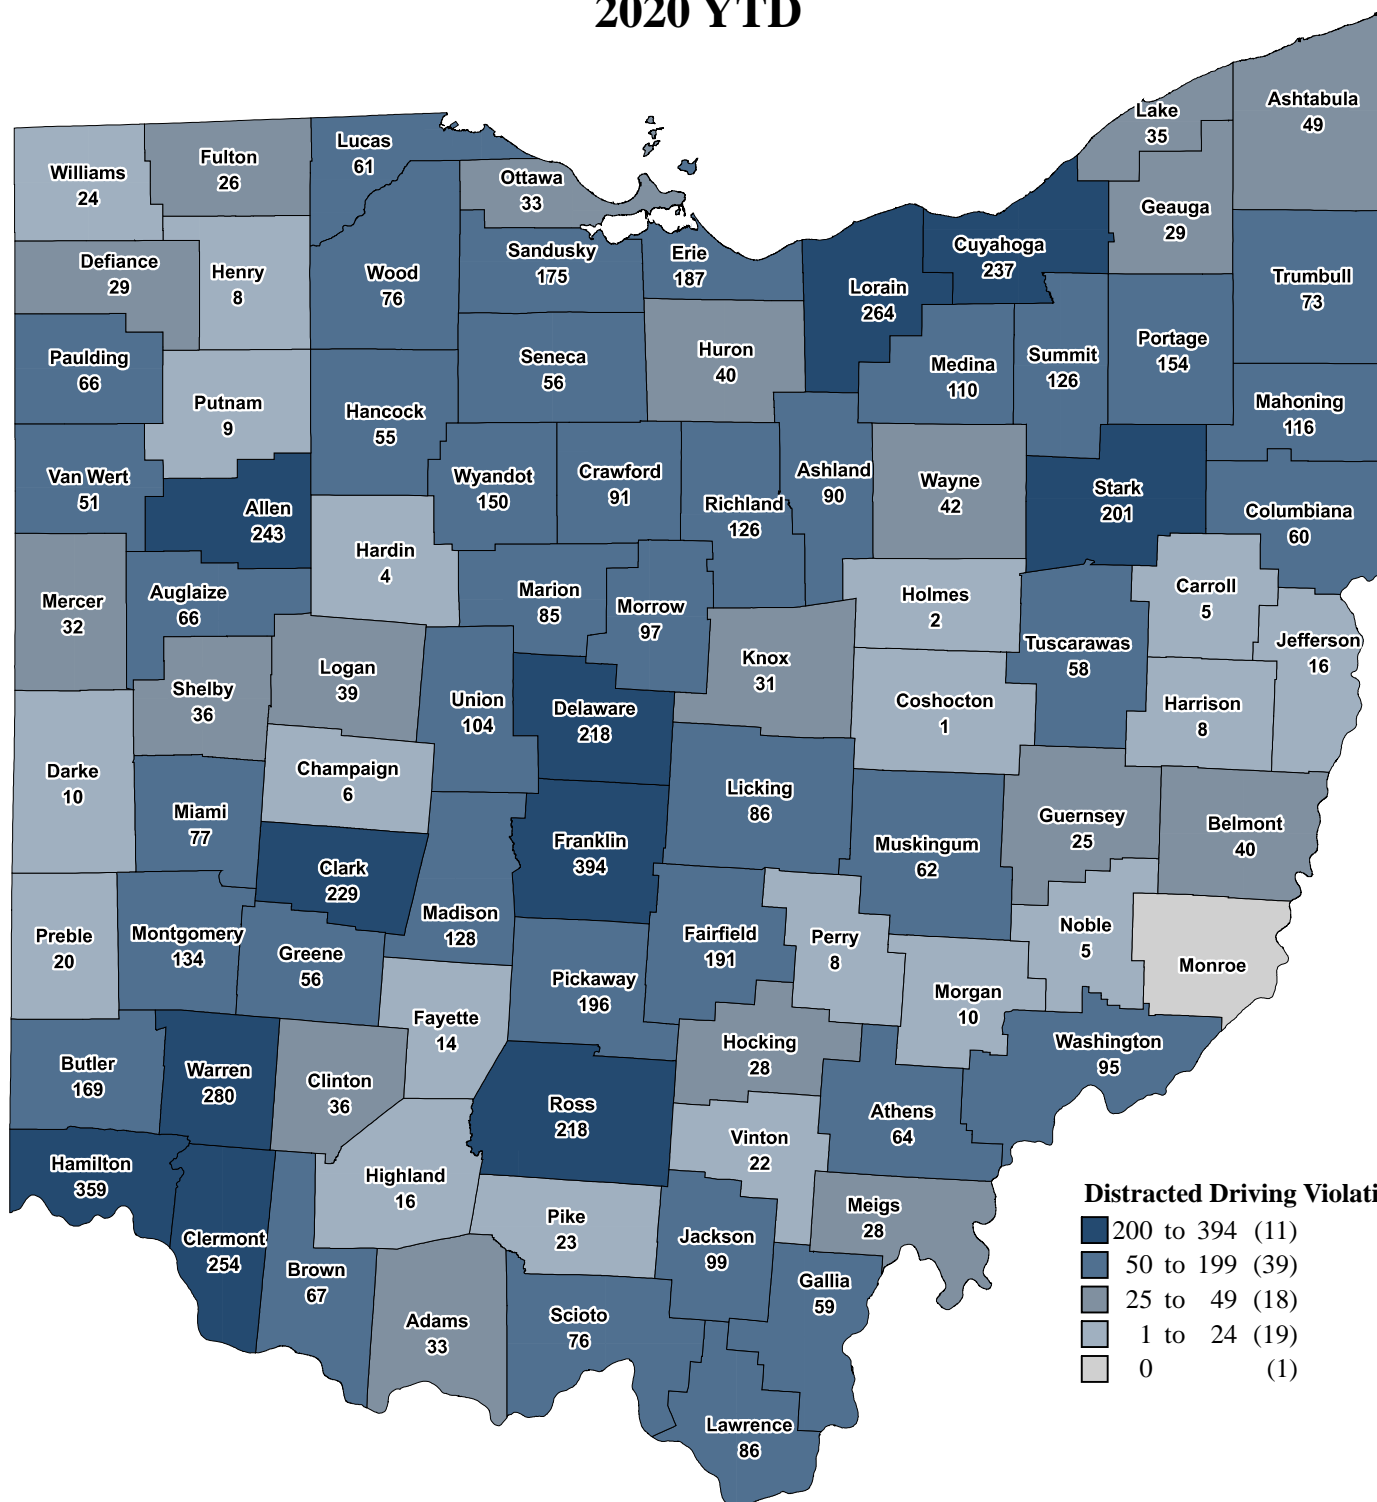 2020 YTD
Ashtabula
49
Lake
35
Lucas
61
Fulton
26
Williams
24
Ottawa
33
Geauga
29
Cuyahoga
237
Sandusky
175
Erie
187
Defiance
29
Henry
8
Wood
76
Trumbull
73
Lorain
264
Portage
154
Paulding
66
Seneca
56
Huron
40
Medina
110
Summit
126
Putnam
9
Hancock
55
Mahoning
116
Van Wert
51
Wyandot
150
Crawford
91
Ashland
90
Wayne
42
Stark
201
Allen
243
Richland
126
Columbiana
60
Hardin
4
Auglaize
66
Marion
85
Holmes
2
Carroll
5
Mercer
32
Morrow
97
Tuscarawas
58
Jefferson
16
Logan
39
Knox
31
Shelby
36
Union
104
Delaware
218
Coshocton
1
Harrison
8
Darke
10
Champaign
6
Licking
86
Miami
77
Guernsey
25
Belmont
40
Franklin
394
Muskingum
62
Clark
229
Madison
128
Noble
5
Preble
20
Montgomery
134
Greene
56
Fairfield
191
Perry
8
Monroe
Pickaway
196
Morgan
10
Fayette
14
Hocking
28
Washington
95
Butler
169
Warren
280
Clinton
36
Ross
218
Athens
64
Vinton
22
Hamilton
359
Highland
16
Distracted Driving Violati
Meigs
28
Pike
23
Jackson
99
Clermont
254
Brown
67
Gallia
59
Adams
33
Scioto
76
Lawrence
86
200 to 394 (11)
50 to 199 (39)
25 to 49 (18)
1 to 24 (19)
0 (1)